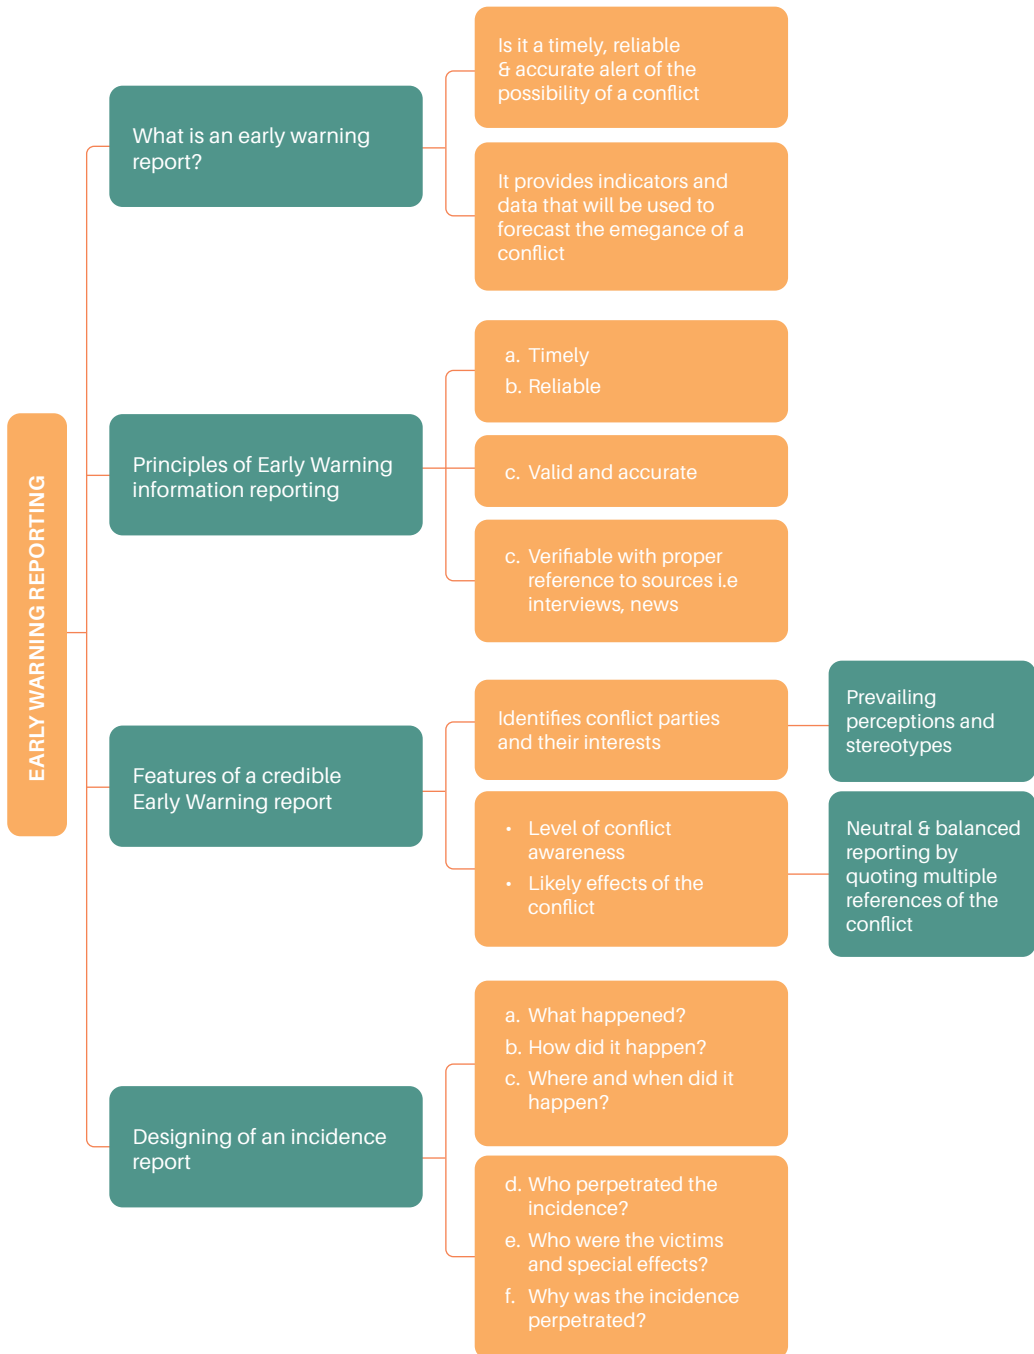 EARLY WARNING REPORTING
What is an early warning
report?
Is it a timely, reliable
& accurate alert of the
possibility of a conflict
It provides indicators and
data that will be used to
forecast the emegance of a
conflict
Principles of Early Warning
information reporting
a. Timely
b. Reliable
c. Valid and accurate
c. Verifiable with proper
reference to sources i.e
interviews, news
Features of a credible
Early Warning report
Identifies conflict parties
and their interests
Prevailing
perceptions and
stereotypes
• Level of conflict
awareness
• Likely effects of the
conflict
Neutral & balanced
reporting by
quoting multiple
references of the
conflict
Designing of an incidence
report
a. What happened?
b. How did it happen?
c. Where and when did it
happen?
d. Who perpetrated the
incidence?
e. Who were the victims
and special effects?
f. Why was the incidence
perpetrated?